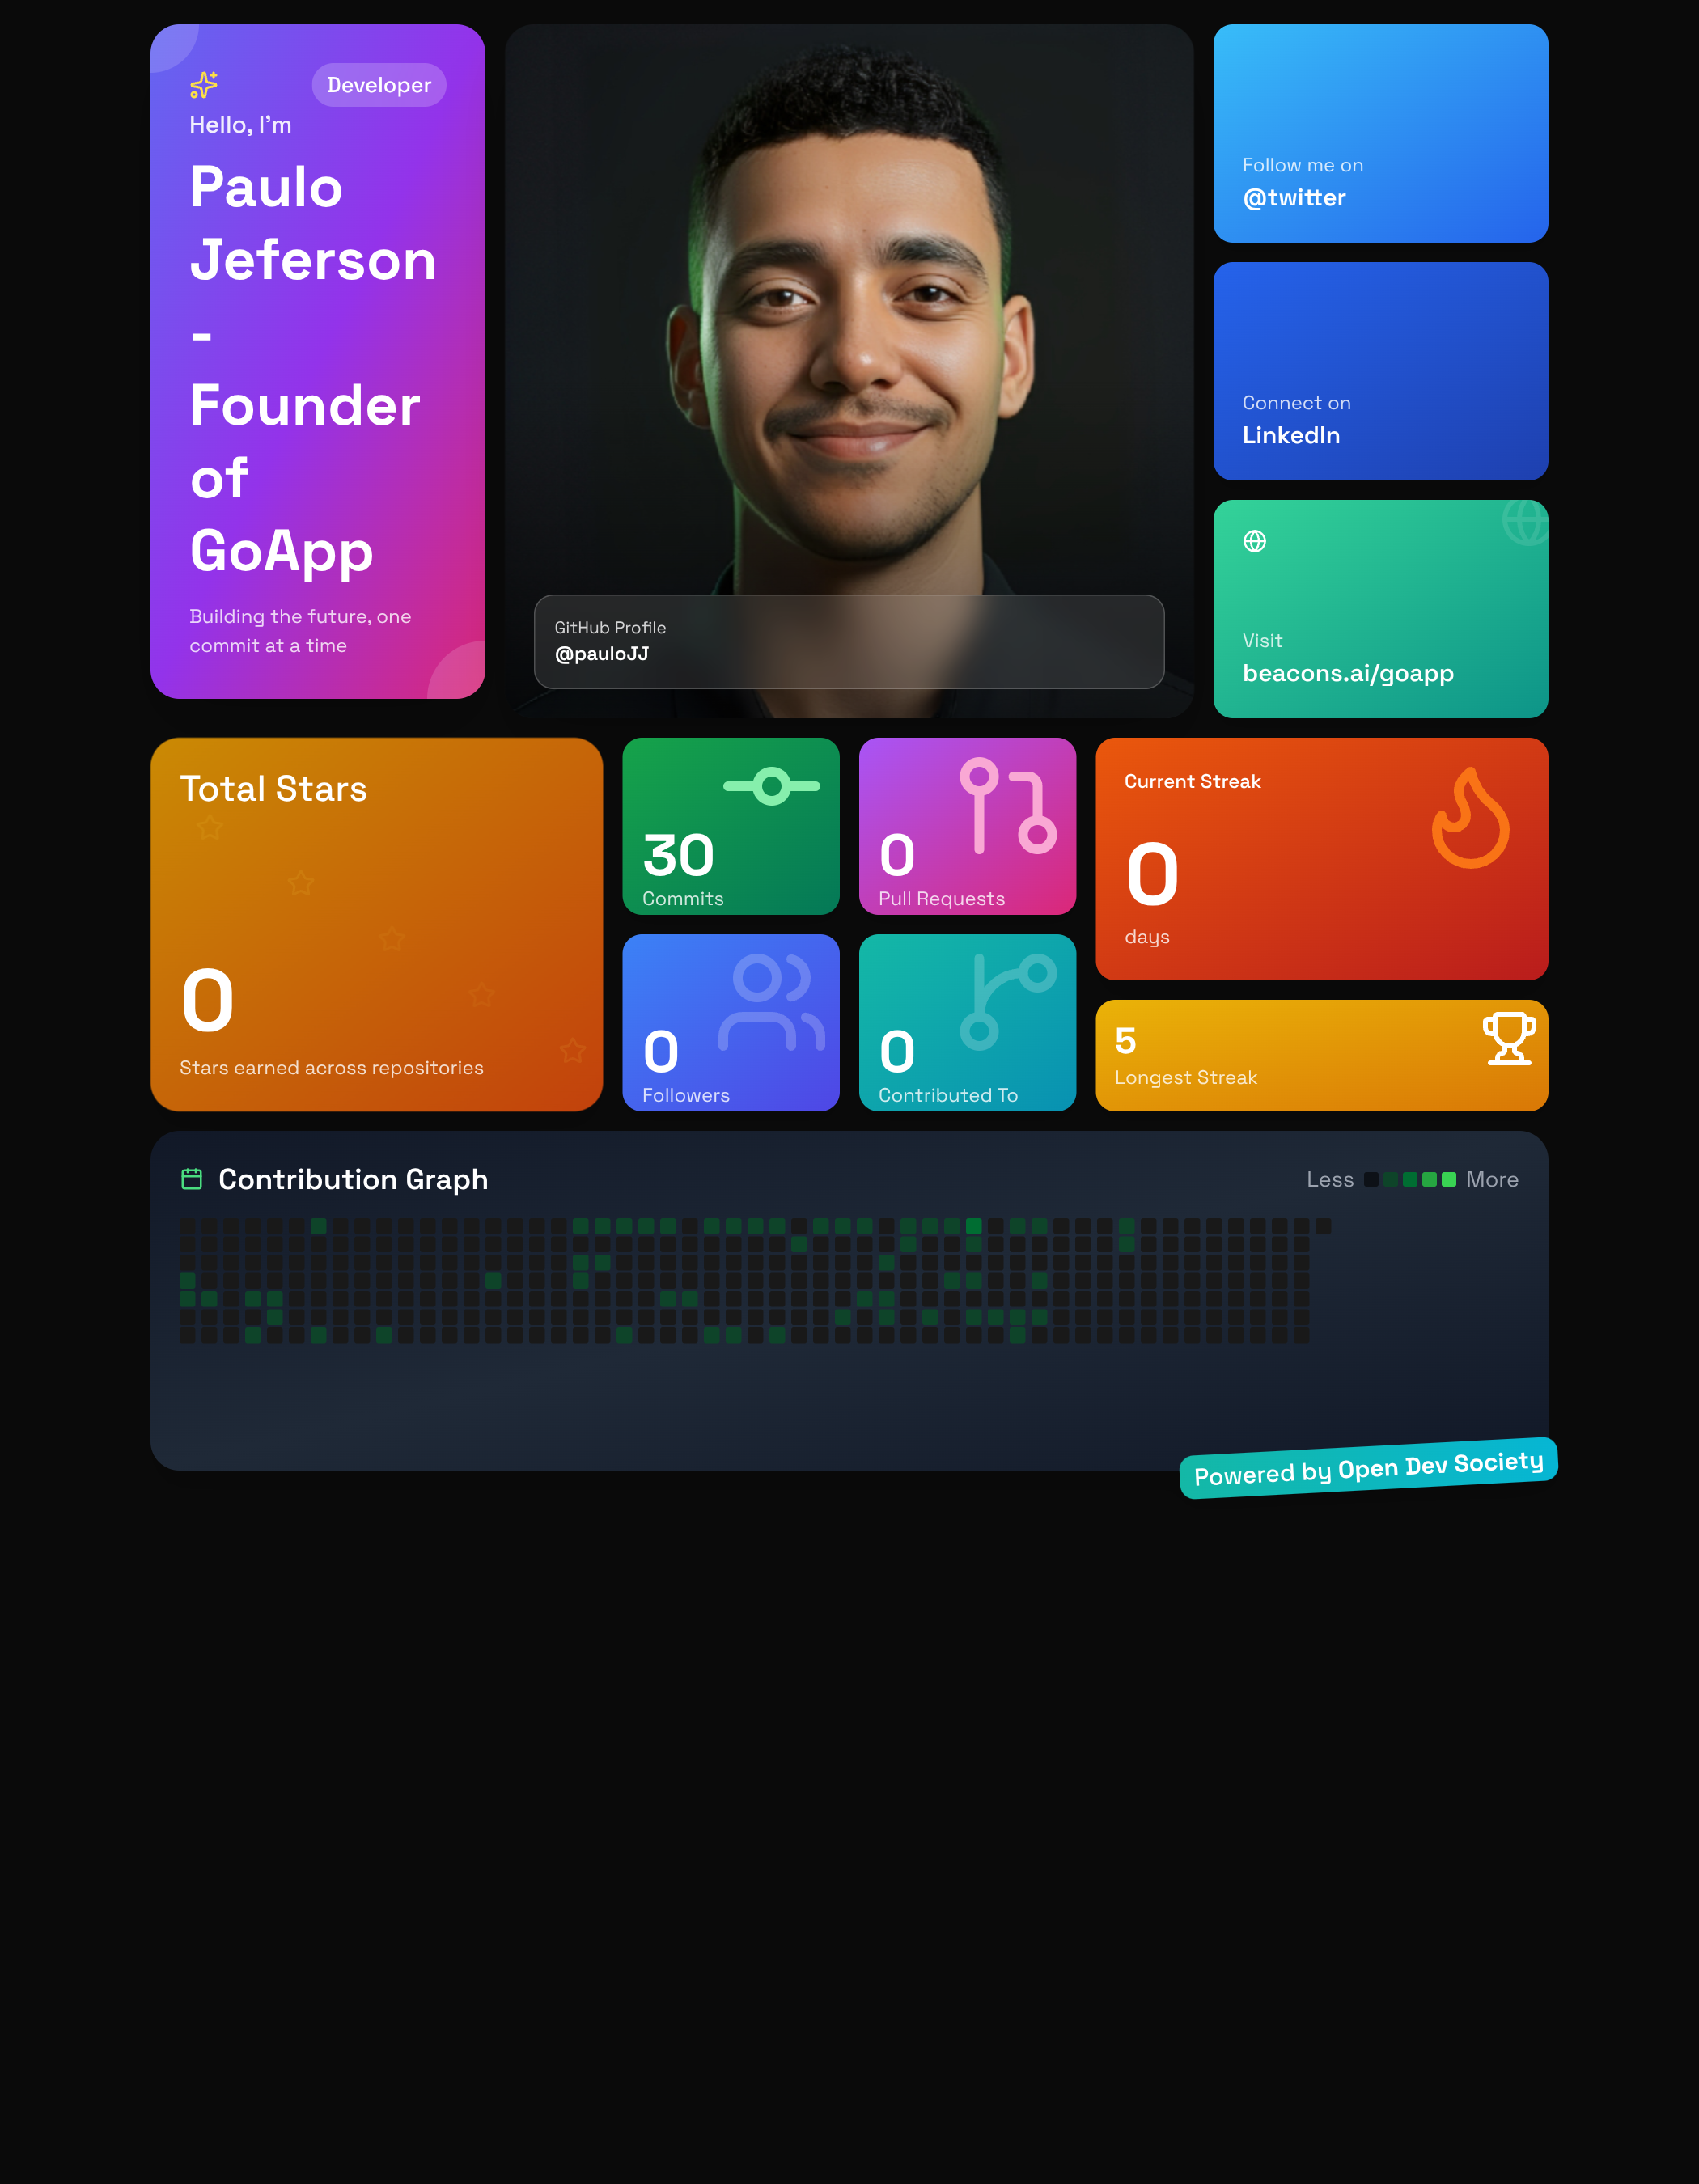 Developer
Hello, I'm
Paulo
Jeferson
-
Founder
of
GoApp
Building the future, one
commit at a time
GitHub Profile
@pauloJJ
Follow me on
@twitter
Connect on
LinkedIn
Visit
beacons.ai/goapp
Total Stars
0
Stars earned across repositories
30
Commits
0
Pull Requests
0
Followers
0
Contributed To
Current Streak
0
days
5
Longest Streak
Contribution Graph
Less More
Powered by Open Dev Society